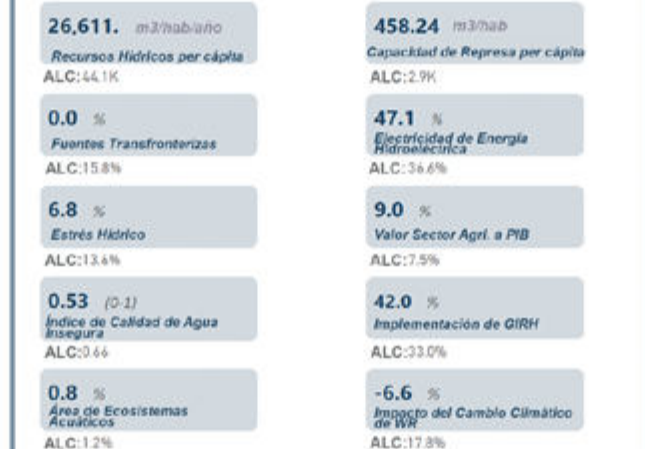 26,611. m3/hab/año
Recursos Hídricos per cápita
ALC:44.1K
0.0 %
Fuentes Transfronterizas
ALC:15.8%
6.8 %
Estrés Hídrico
ALC:13.6%
0.53 (0-1)
Índice de Calidad de Agua
Insegura
ALC:0.66
0.8 %
Área de Ecosistemas
Acuáticos
ALC:1.2%
458.24 m3/hab
Capacidad de Represa per cápita
ALC:2.9K
47.1 %
Electricidad de Energía
Hidroeléctrica
ALC:36.6%
9.0 %
Valor Sector Agri. a PIB
ALC:7.5%
42.0 %
Implementación de GIRH
ALC:33.0%
-6.6 %
Impacto del Cambio Climático
de WR
ALC:17.8%